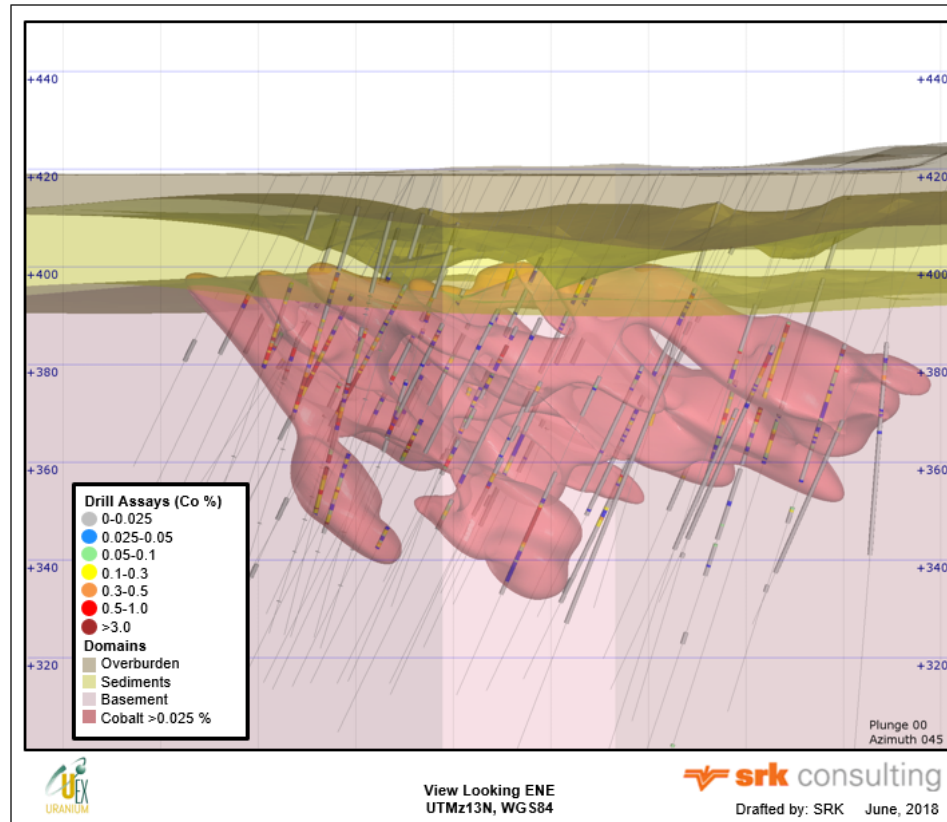 +440
+440
+420
+420
+400
+400
+380
+380
+360
+360
+340
+340
+320
+320
Drill Assays (Co %)
0-0.025
0.025-0.05
0.05-0.1
0.1-0.3
0.3-0.5
0.5-1.0
>3.0
Domains
Overburden
Sediments
Basement
Cobalt >0.025 %
Plunge 00
Azimuth 045
UEX
URANIUM
View Looking ENE
UTMz13N, WGS84
srk consulting
Drafted by: SRK June, 2018